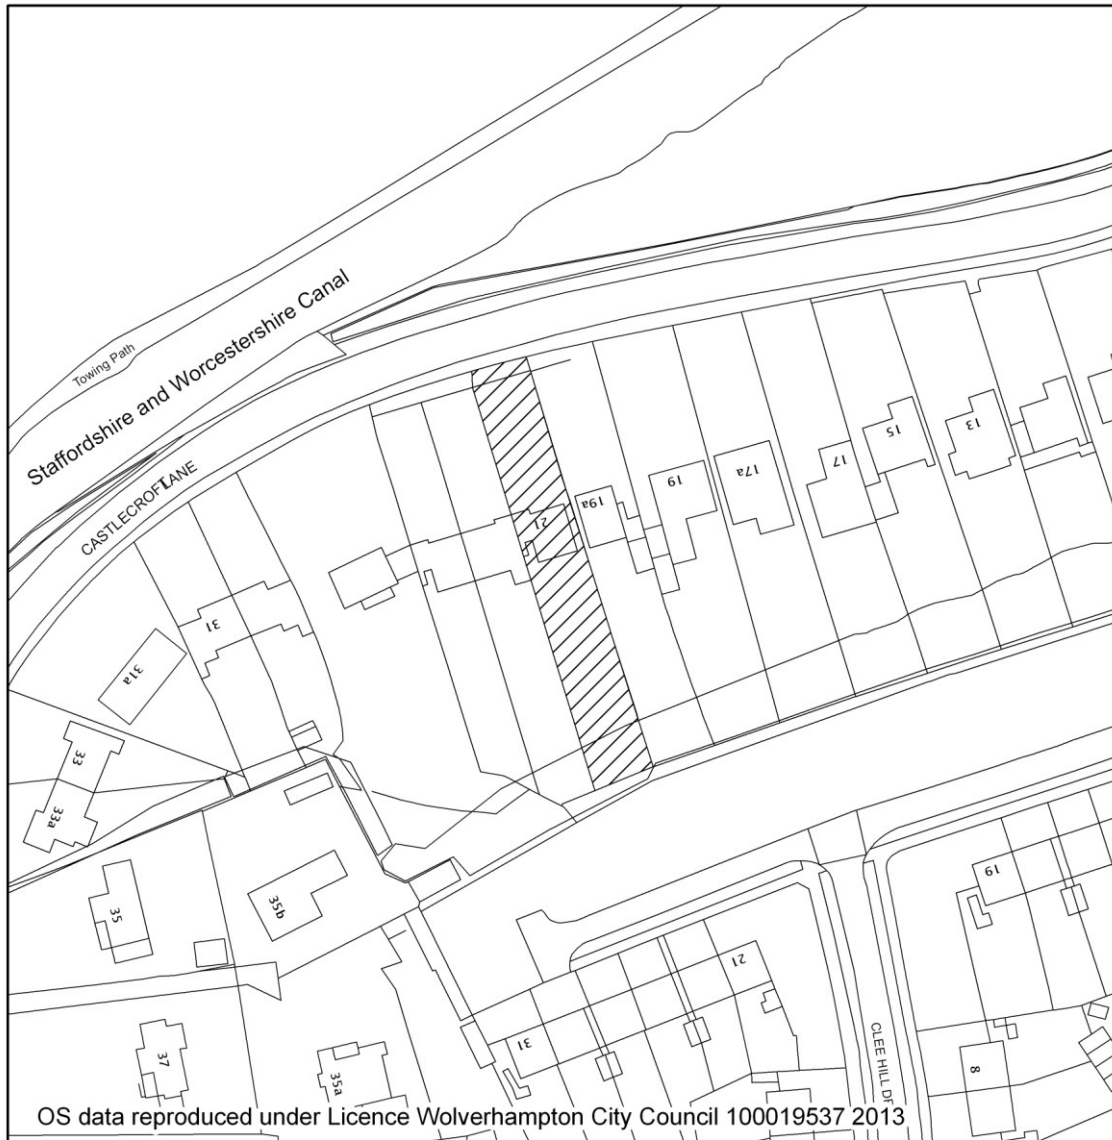 Staffordshire and Worcestershire Canal
Towing Path
CASTLECROFT LANE
21
19a
19
17a
17
15
13
31
31a
33
33a
35
35b
37
35a
31
21
19
8
CLEE HILL DR
OS data reproduced under Licence Wolverhampton City Council 100019537 2013